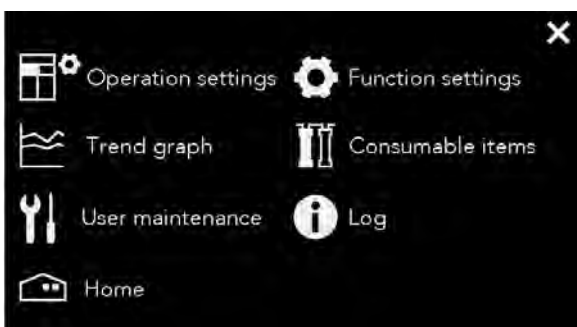 Operation settings
Function settings
Trend graph
Consumable items
User maintenance
Log
Home